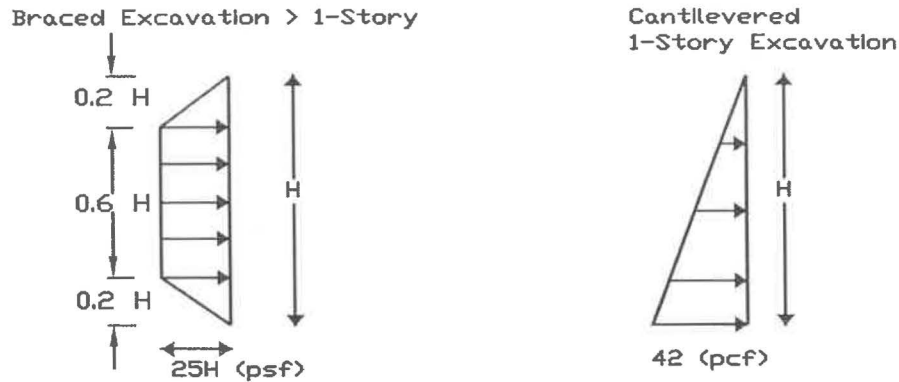 Braced Excavation > 1-Story
0.2 H
0.6 H
0.2 H
H
25H (psf)
Cantilevered
1-Story Excavation
H
42 (pcf)